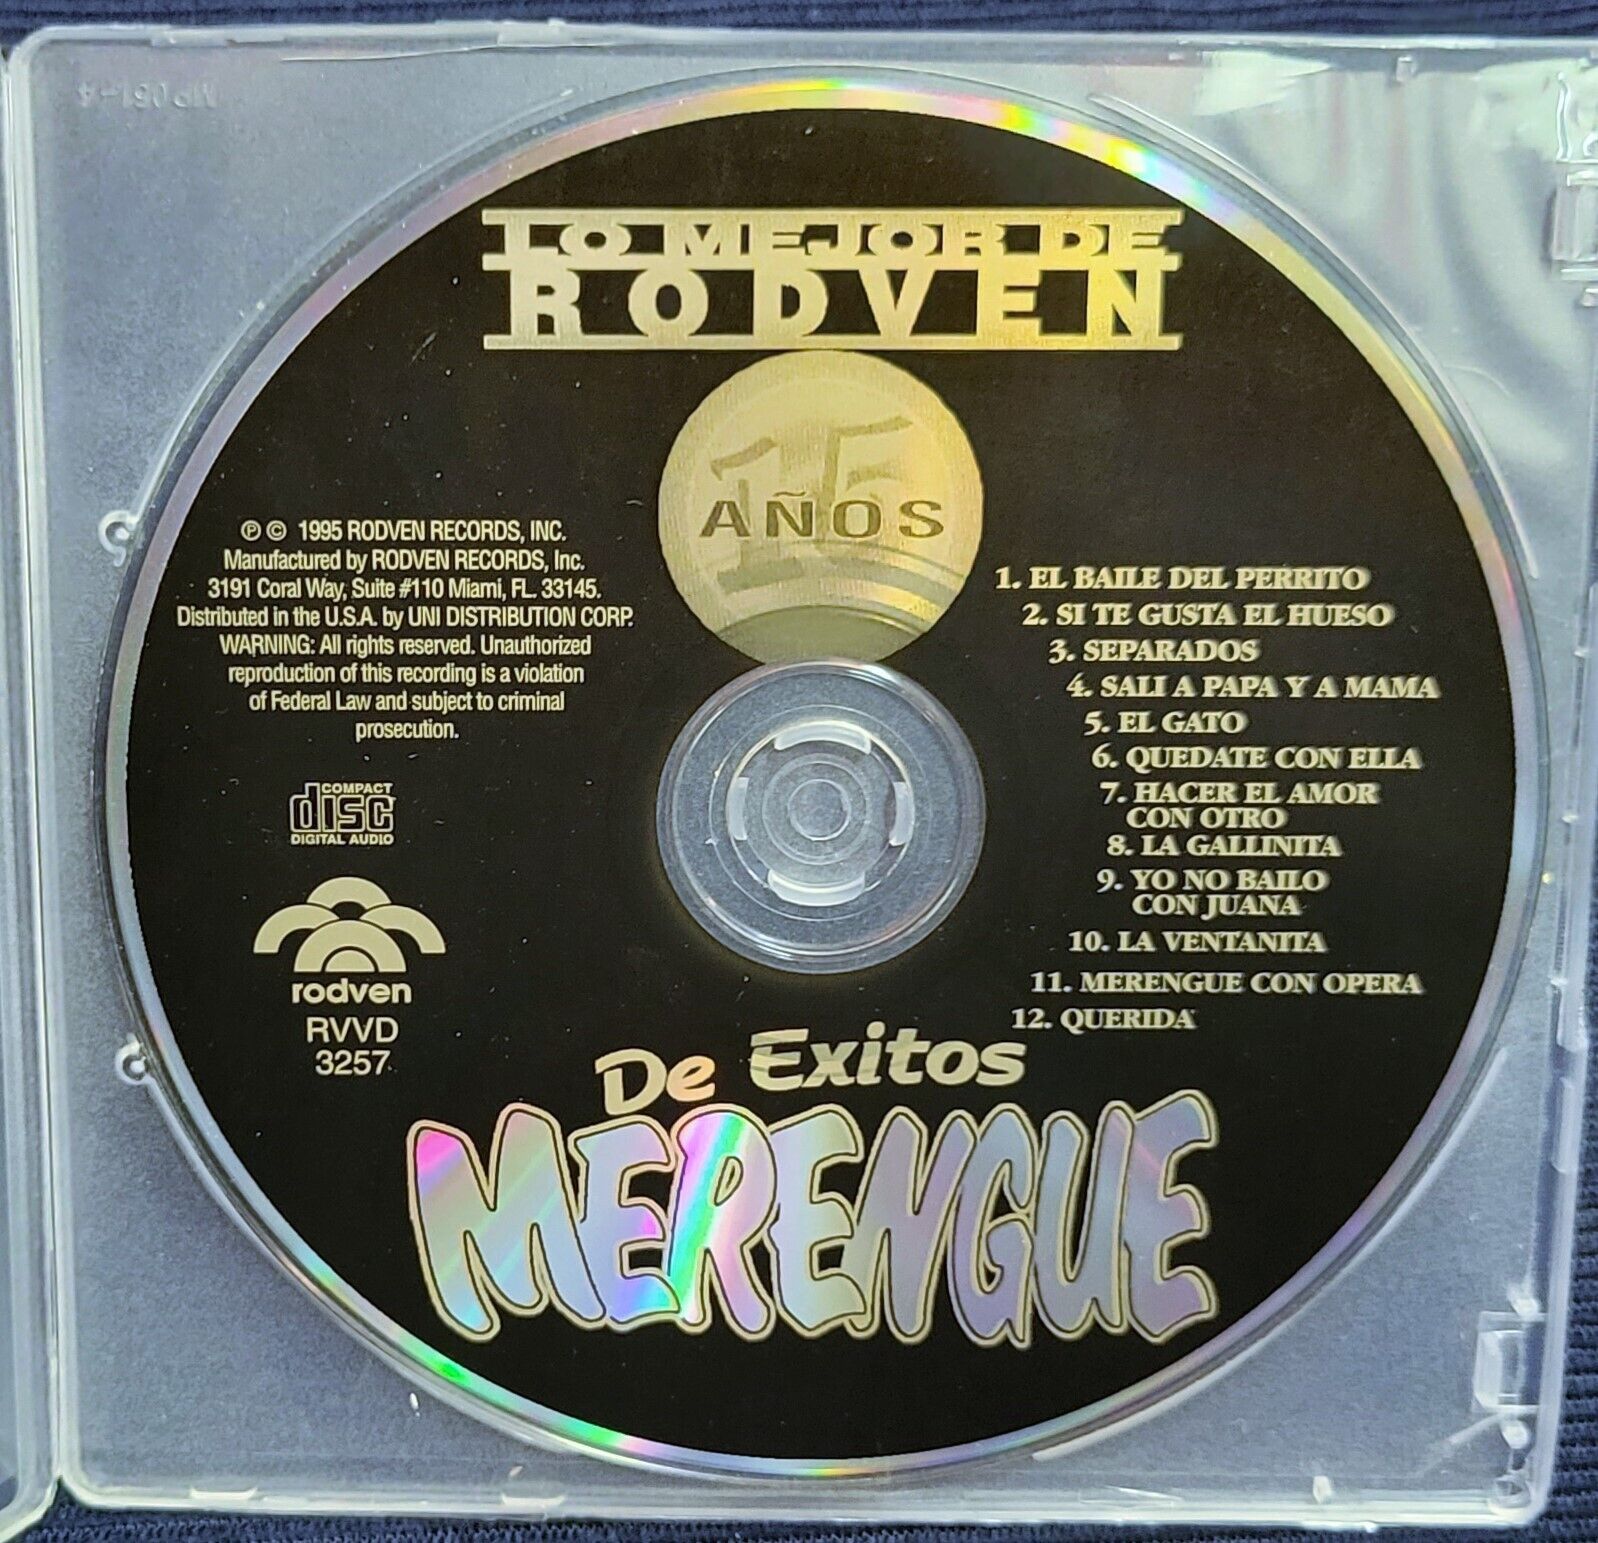 LO MEJOR DE
RODVEN
15
AÑOS
℗ © 1995 RODVEN RECORDS, INC.
Manufactured by RODVEN RECORDS, Inc.
3191 Coral Way, Suite #110 Miami, FL. 33145.
Distributed in the U.S.A. by UNI DISTRIBUTION CORP.
WARNING: All rights reserved. Unauthorized
reproduction of this recording is a violation
of Federal Law and subject to criminal
prosecution.
COMPACT
disc
DIGITAL AUDIO
rodven
RVVD
3257
1. EL BAILE DEL PERRITO
2. SI TE GUSTA EL HUESO
3. SEPARADOS
4. SALI A PAPA Y A MAMA
5. EL GATO
6. QUEDATE CON ELLA
7. HACER EL AMOR
CON OTRO
8. LA GALLINITA
9. YO NO BAILO
CON JUANA
10. LA VENTANITA
11. MERENGUE CON OPERA
12. QUERIDA
De Exitos
MERENGUE